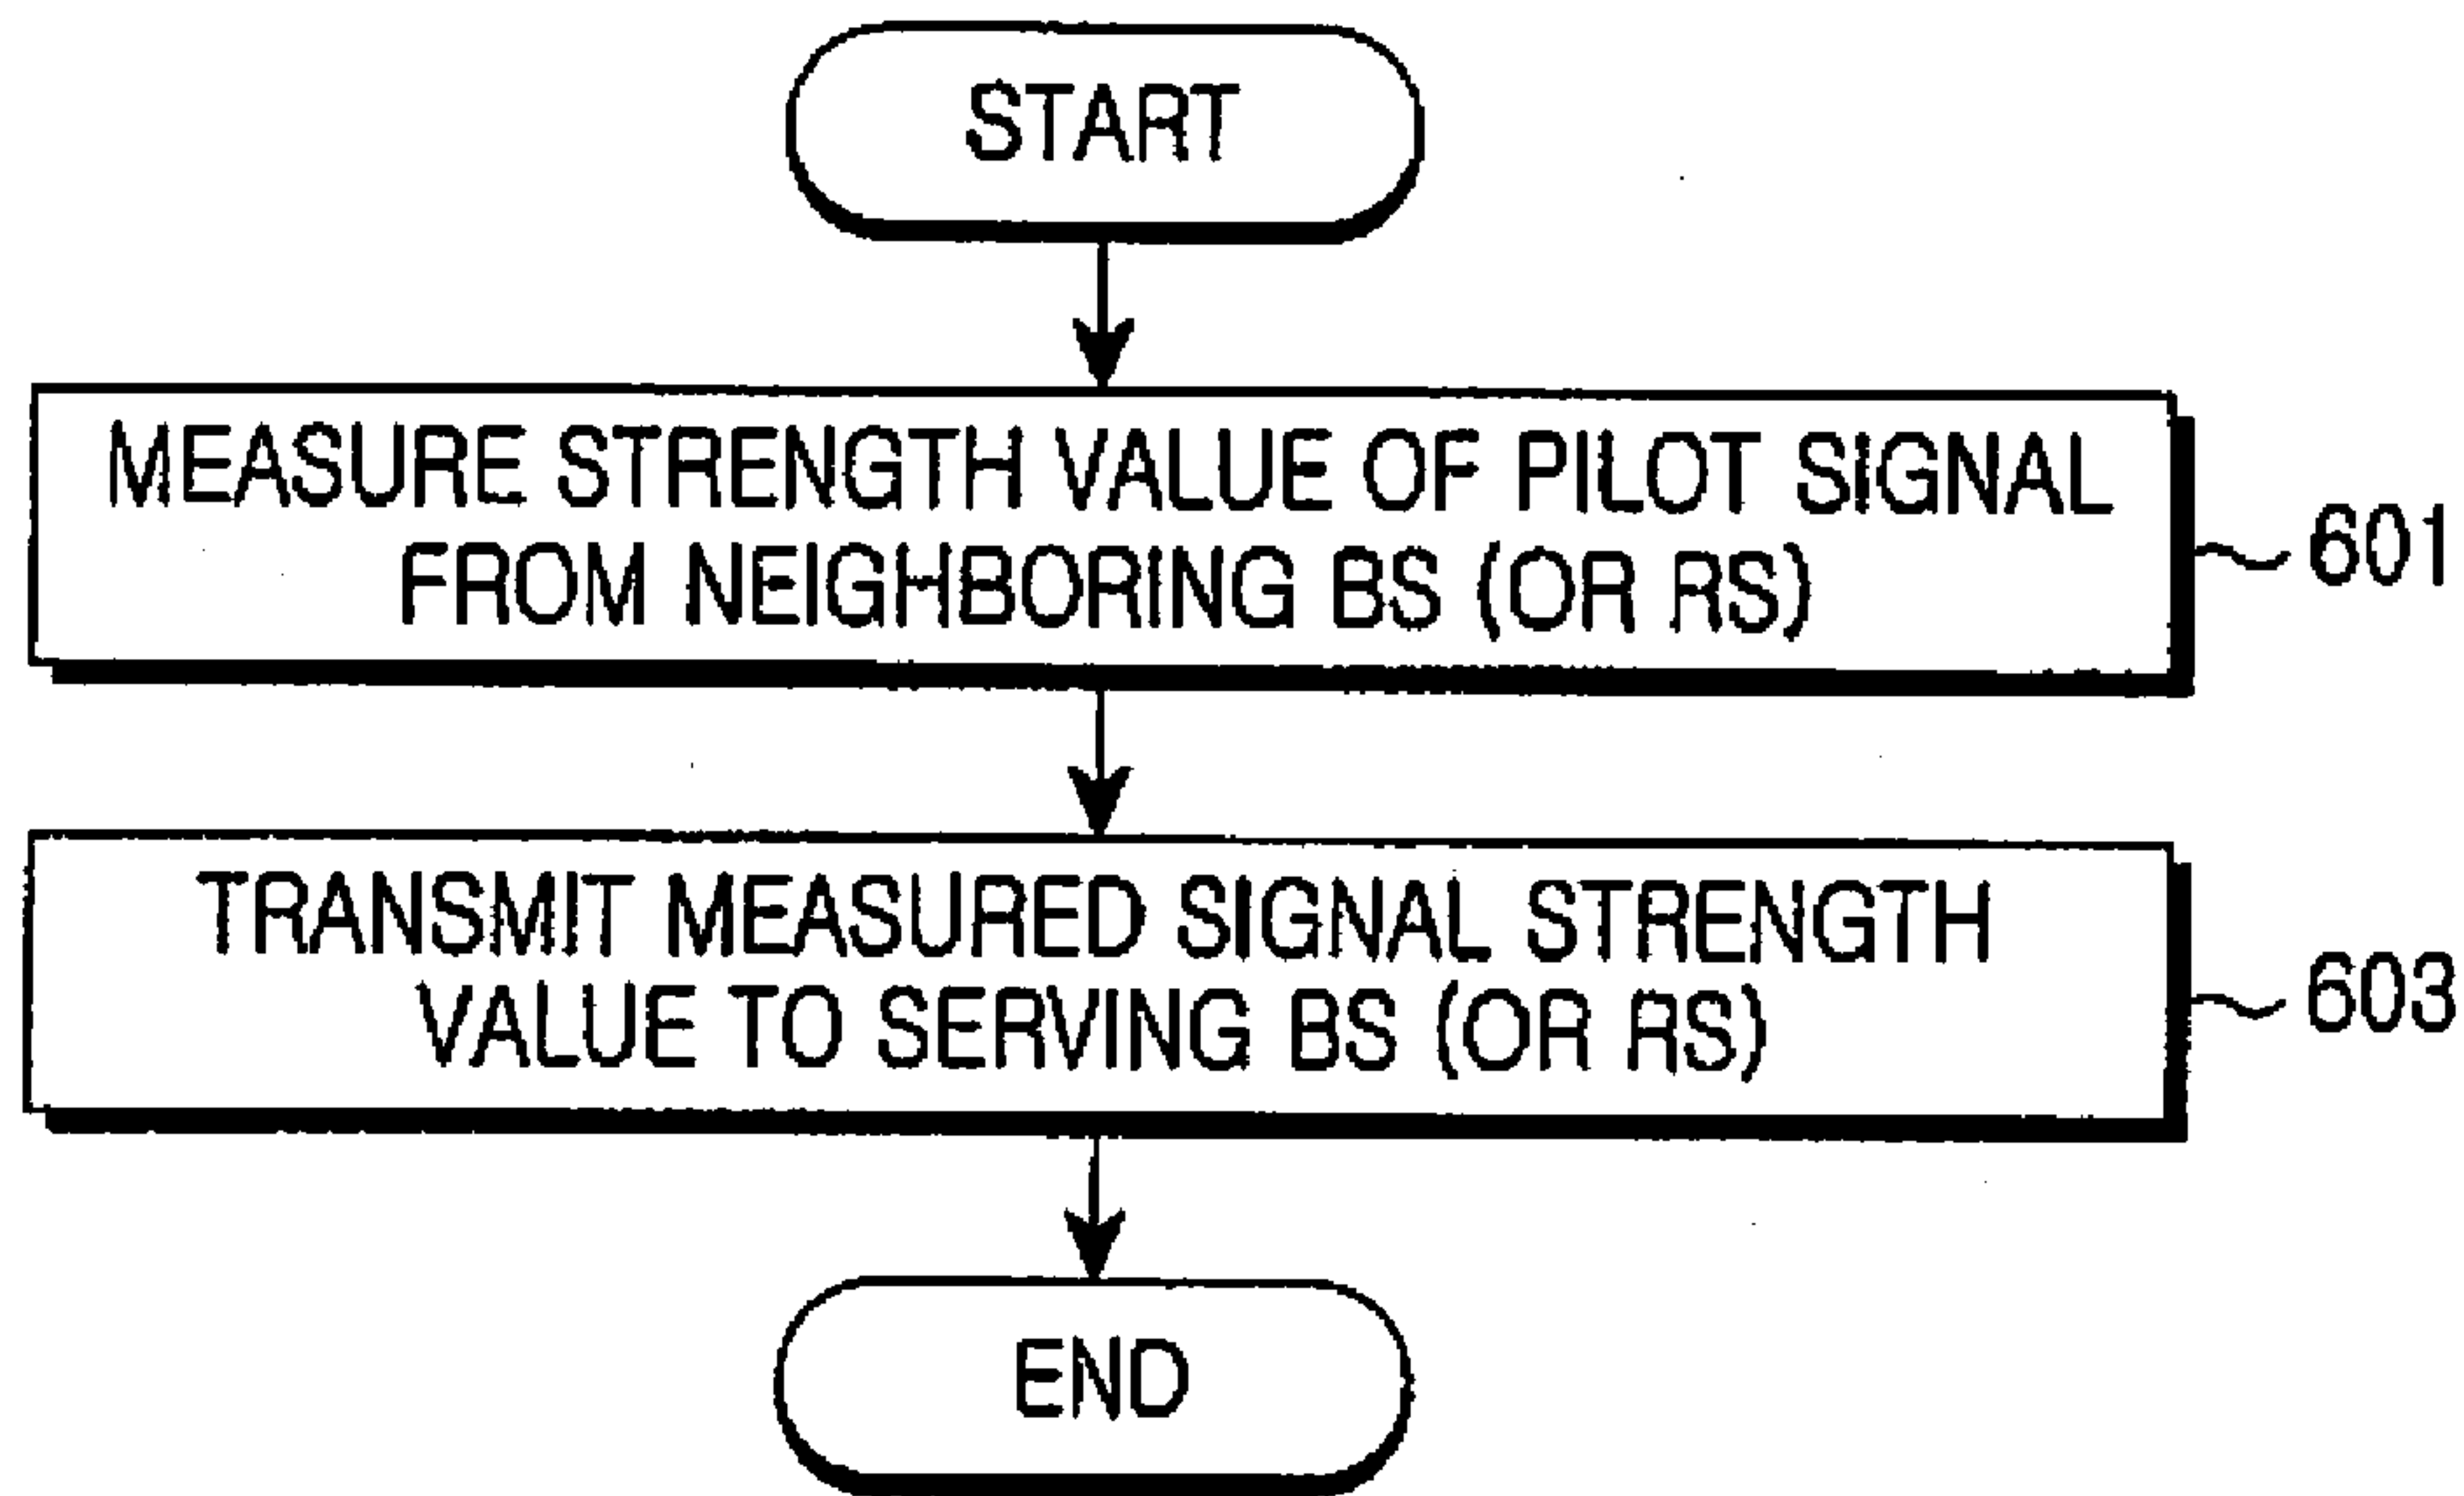 START
MEASURE STRENGTH VALUE OF PILOT SIGNAL
FROM NEIGHBORING BS (OR RS)
601
TRANSMIT MEASURED SIGNAL STRENGTH
VALUE TO SERVING BS (OR RS)
603
END